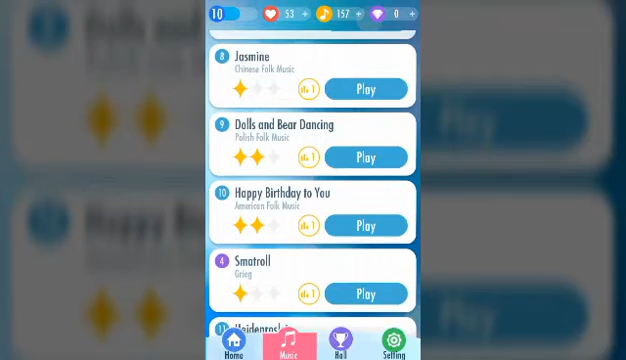 10 53 + 157 + 0 +
8 Jasmine
Chinese Folk Music
1 Play
9 Dolls and Bear Dancing
Polish Folk Music
1 Play
10 Happy Birthday to You
American Folk Music
1 Play
4 Smatroll
Grieg
1 Play
Home Music Hall Setting